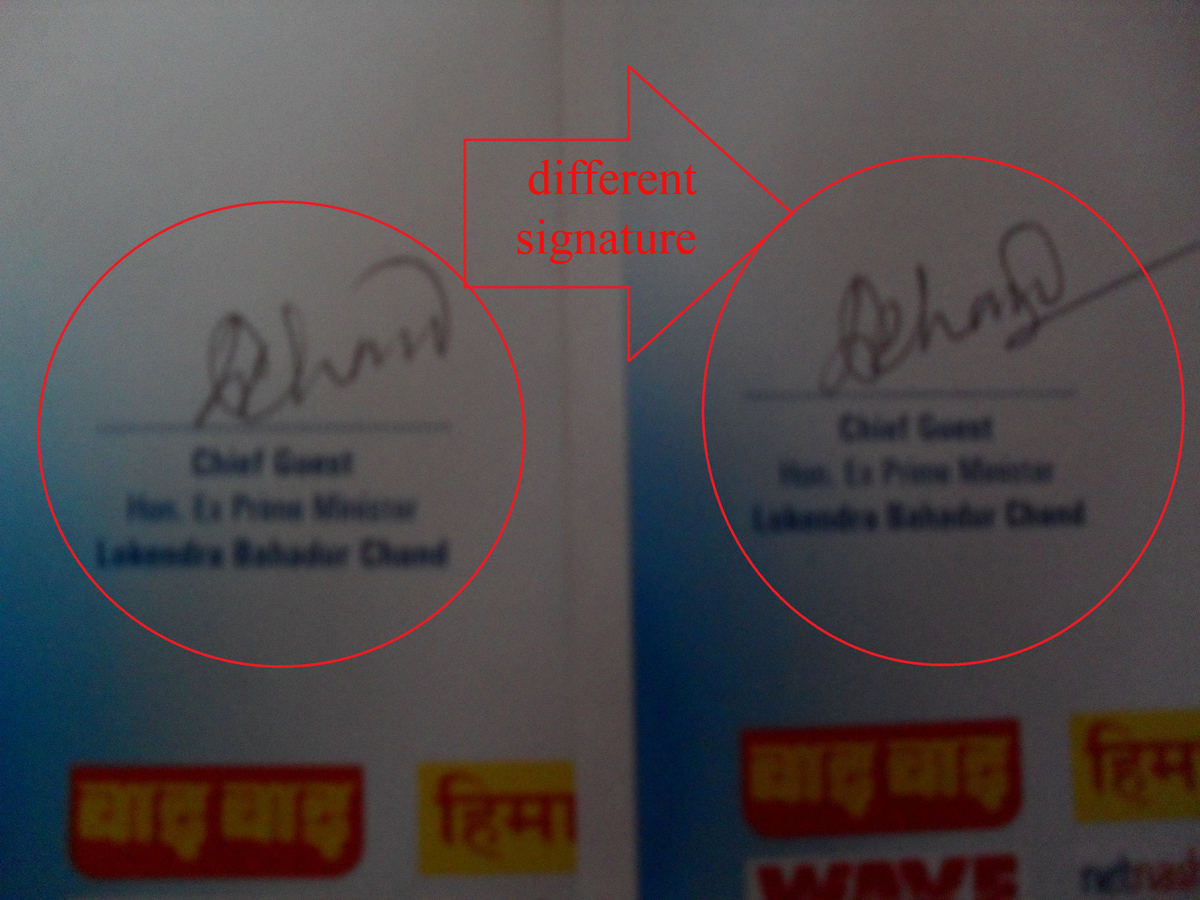 different
signature
Chief Guest
Hon. Ex Prime Minister
Lokendra Bahadur Chand
Chief Guest
Hon. Ex Prime Minister
Lokendra Bahadur Chand
वाइ वाइ
हिमा
वाइ वाइ
हिम
WAVE